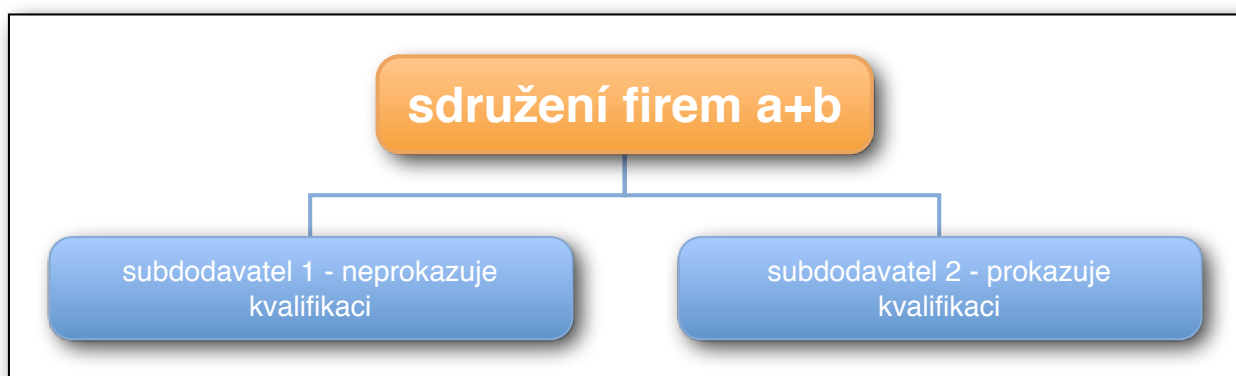 sdružení firem a+b
subdodavatel 1 - neprokazuje
kvalifikaci
subdodavatel 2 - prokazuje
kvalifikaci